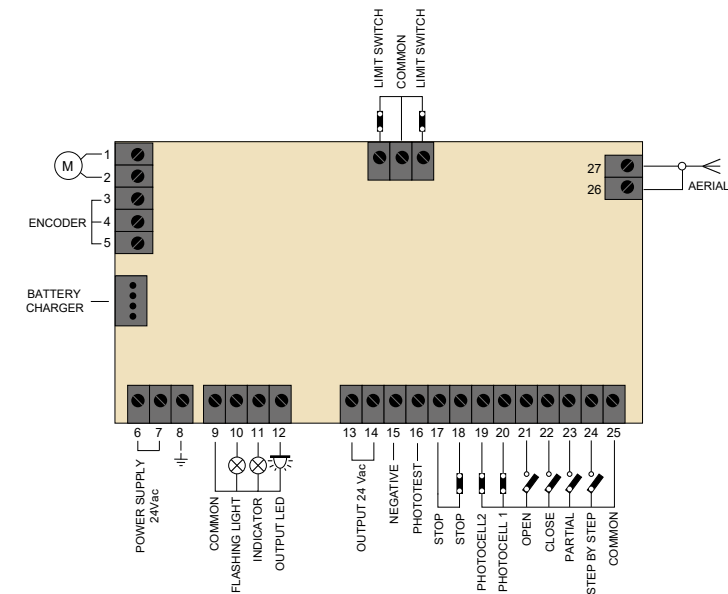 LIMIT SWITCH
COMMON
LIMIT SWITCH
M
1
2
3
4
5
ENCODER
BATTERY
CHARGER
27
26
AERIAL
6 7 8 9 10 11 12 13 14 15 16 17 18 19 20 21 22 23 24 25
POWER SUPPLY
24Vac
COMMON
FLASHING LIGHT
INDICATOR
OUTPUT LED
OUTPUT 24 Vac
NEGATIVE
PHOTOTEST
STOP
STOP
PHOTOCELL2
PHOTOCELL 1
OPEN
CLOSE
PARTIAL
STEP BY STEP
COMMON